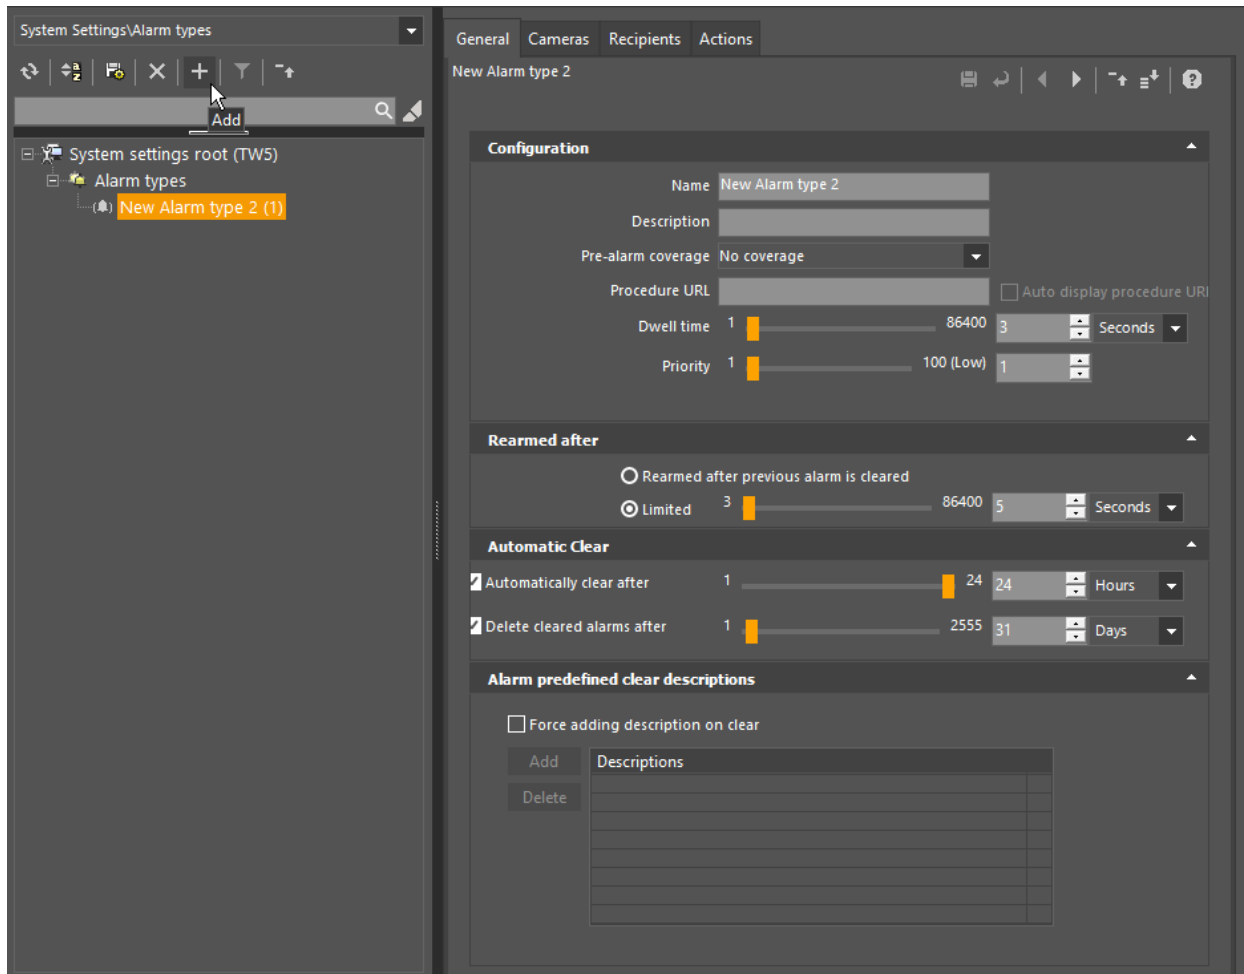 System Settings\Alarm types
Add
System settings root (TW5)
Alarm types
New Alarm type 2 (1)
General Cameras Recipients Actions
New Alarm type 2
Configuration
Name New Alarm type 2
Description
Pre-alarm coverage No coverage
Procedure URL Auto display procedure URL
Dwell time 1 86400 3 Seconds
Priority 1 100 (Low) 1
Rearmed after
Rearmed after previous alarm is cleared
Limited 3 86400 5 Seconds
Automatic Clear
Automatically clear after 1 24 24 Hours
Delete cleared alarms after 1 2555 31 Days
Alarm predefined clear descriptions
Force adding description on clear
Add Descriptions
Delete